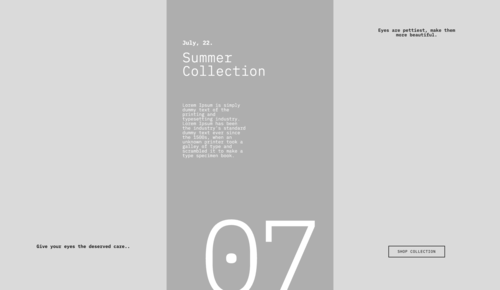 Eyes are pettiest, make them
more beautiful.
July, 22.
Summer
Collection
Lorem Ipsum is simply
dummy text of the
printing and
typesetting industry.
Lorem Ipsum has been
the industry's standard
dummy text ever since
the 1500s, when an
unknown printer took a
galley of type and
scrambled it to make a
type specimen book.
Give your eyes the deserved care..
07
SHOP COLLECTION